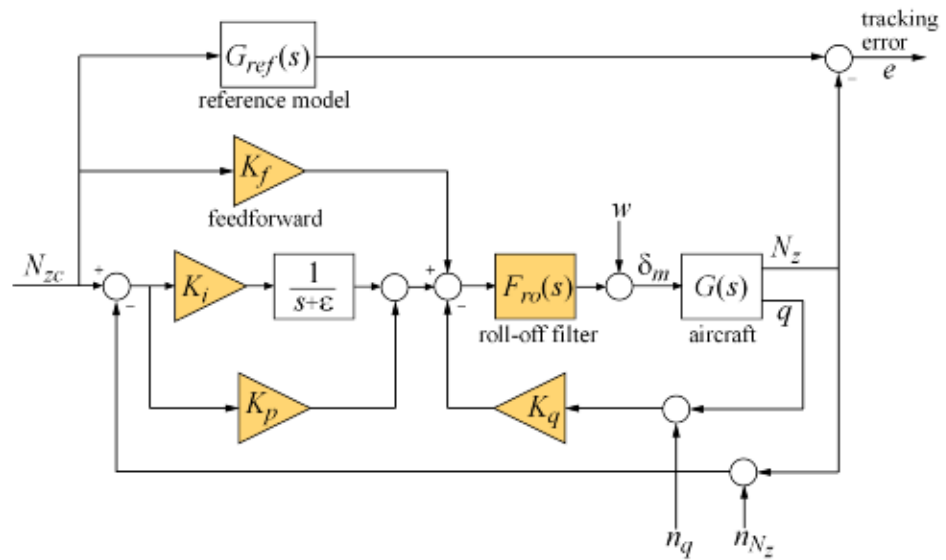 tracking
error
e
G_ref(s)
reference model
-
K_f
feedforward
w
N_zc
+
-
K_i
1
s+ε
+
-
F_ro(s)
roll-off filter
δ_m
G(s)
aircraft
N_z
q
K_p
K_q
n_q
n_N_z